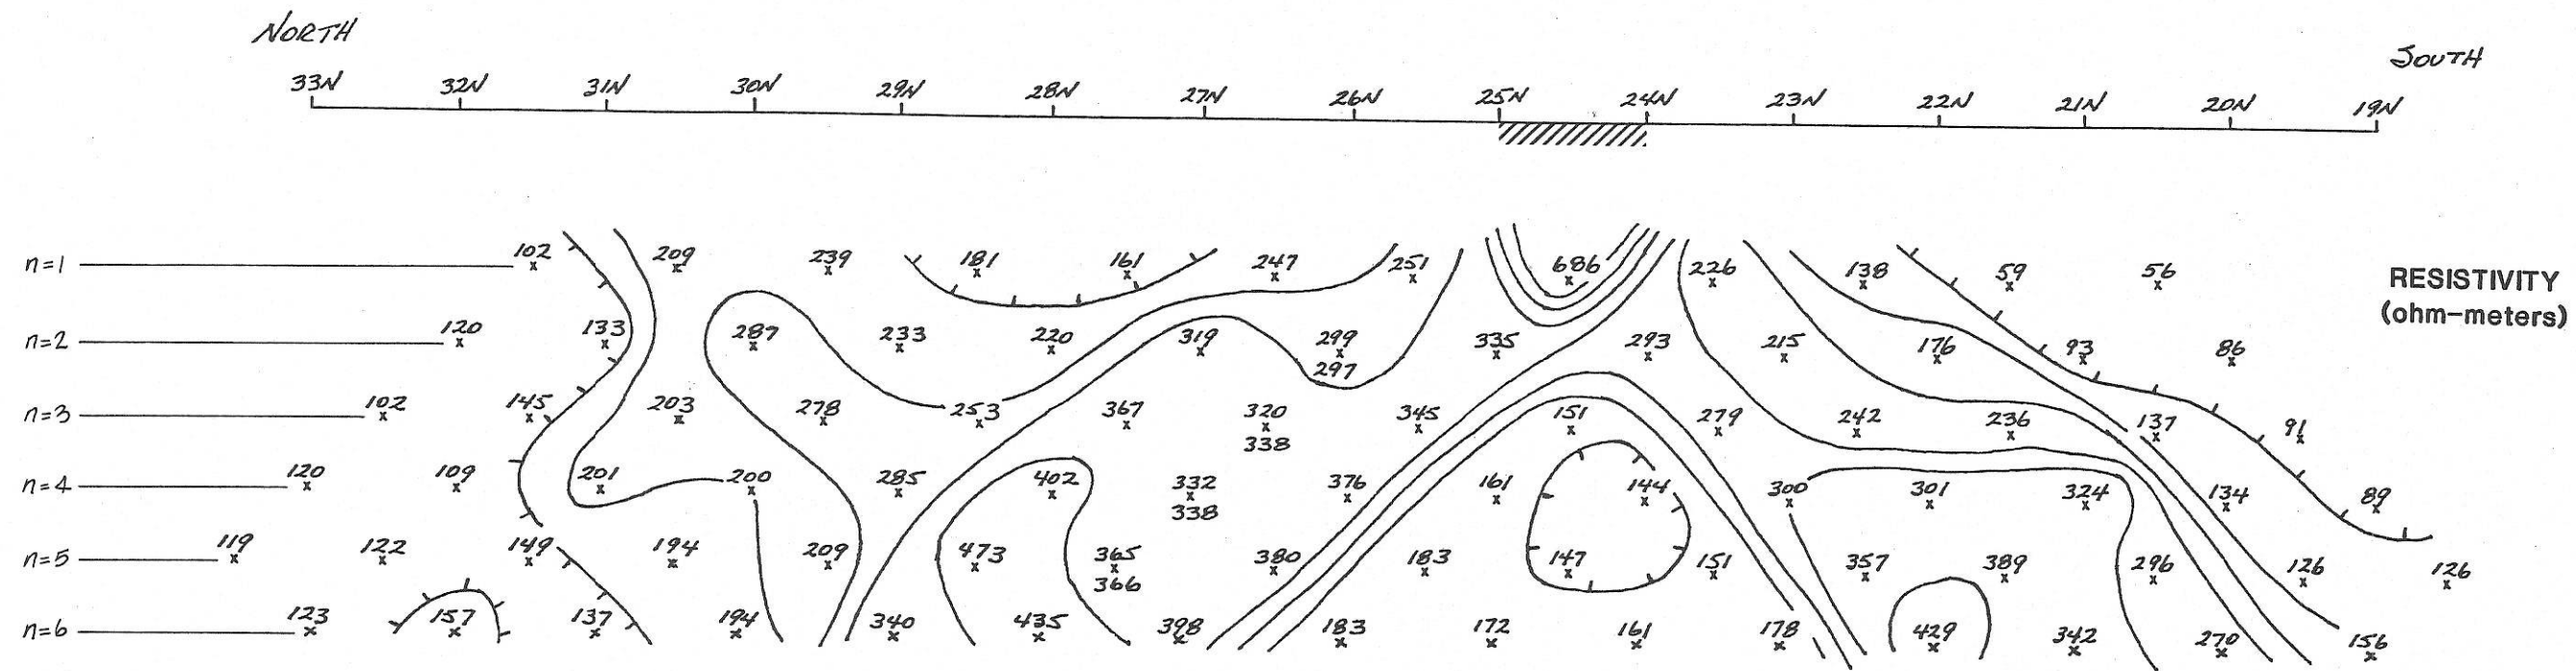 NORTH
SOUTH
33N 32N 31N 30N 29N 28N 27N 26N 25N 24N 23N 22N 21N 20N 19N
n=1 102 209 239 181 161 247 251 686 226 138 59 56
RESISTIVITY
(ohm-meters)
n=2 120 133 287 233 220 319 299 335 293 215 176 93 86
297
n=3 102 145 203 278 253 367 320 345 151 279 242 236 137 91
338
n=4 120 109 201 200 285 402 332 376 161 144 300 301 324 134 89
338
n=5 119 122 149 194 209 473 365 380 183 147 151 357 389 296 126 126
366
n=6 123 157 137 194 340 435 398 183 172 161 178 429 342 270 156